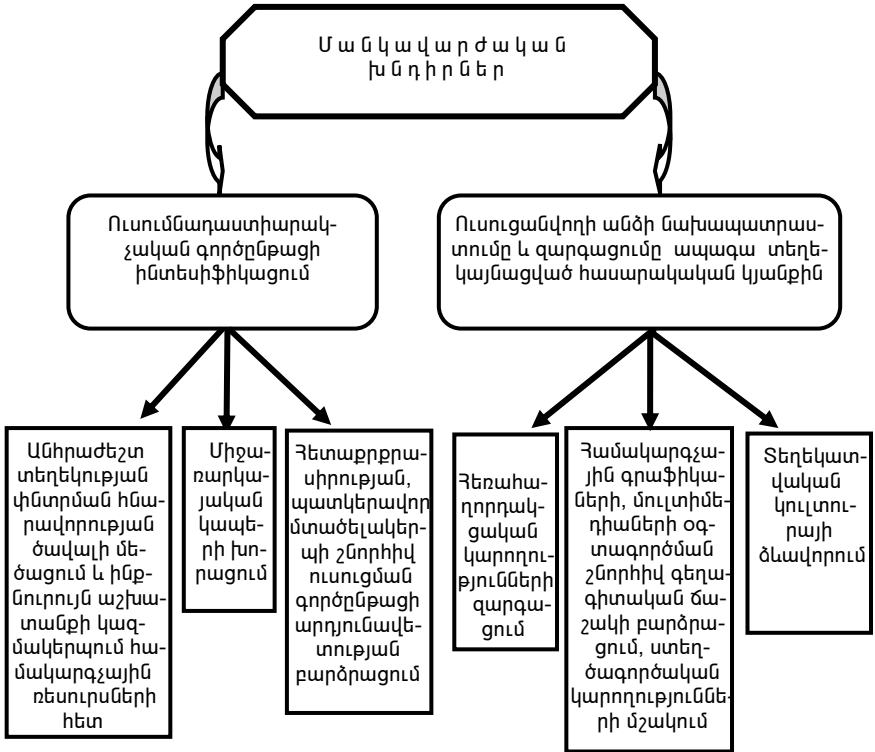 Մ ա ն կ ա վ ա ր ժ ա կ ա ն
խ ն դ ի ր ն ե ր
Ուսումնադաստիարակ-
չական գործընթացի
ինտեսիֆիկացում
Ուսուցանվողի անձի նախապատրաս-
տումը և զարգացումը ապագա տեղե-
կայնացված հասարակական կյանքին
Անհրաժեշտ
տեղեկության
փնտրման հնա-
րավորության
ծավալի մե-
ծացում և ինք-
նուրույն աշխա-
տանքի կազ-
մակերպում հա-
մակարգչային
ռեսուրսների
հետ
Միջա-
ռարկա-
յական
կապե-
րի խո-
րացում
Հետաքրքրա-
սիրության,
պատկերավոր
մտածելակեր-
պի շնորհիվ
ուսուցման
գործընթացի
արդյունավե-
տության
բարձրացում
Հեռահա-
ղորդակ-
ցական
կարողու-
թյունների
զարգա-
ցում
Համակարգչա-
յին գրաֆիկա-
ների, մուլտիմե-
դիաների օգ-
տագործման
շնորհիվ գեղա-
գիտական ճա-
շակի բարձրա-
ցում, ստեղ-
ծագործական
կարողություննե-
րի մշակում
Տեղեկատ-
վական
կուլտու-
րայի
ձևավորում